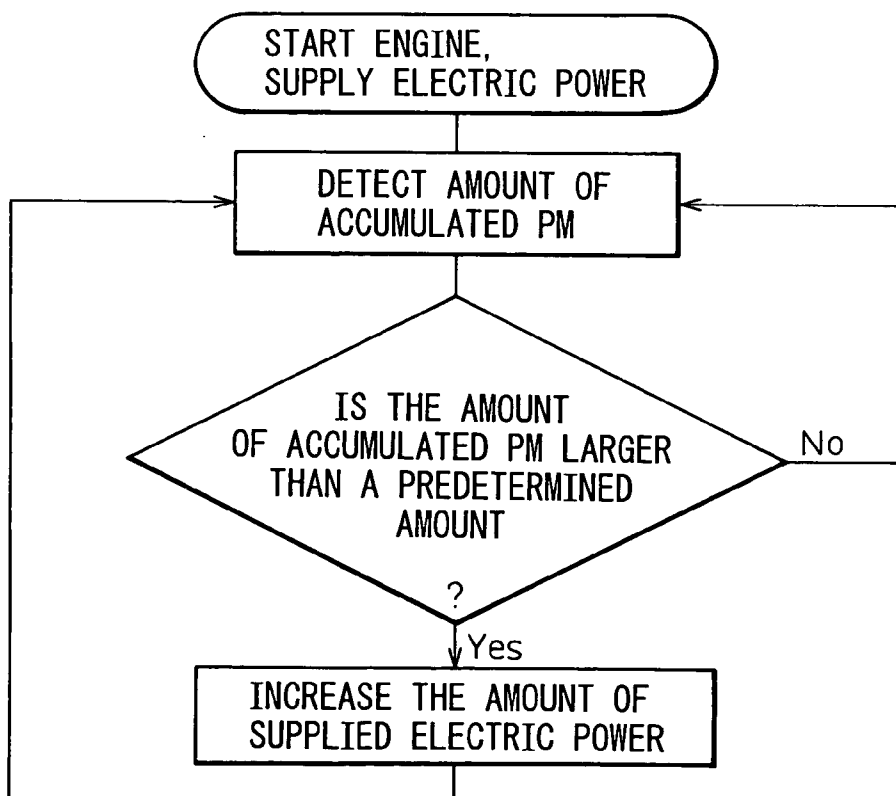 START ENGINE,
SUPPLY ELECTRIC POWER
DETECT AMOUNT OF
ACCUMULATED PM
IS THE AMOUNT
OF ACCUMULATED PM LARGER
THAN A PREDETERMINED
AMOUNT
?
No
Yes
INCREASE THE AMOUNT OF
SUPPLIED ELECTRIC POWER